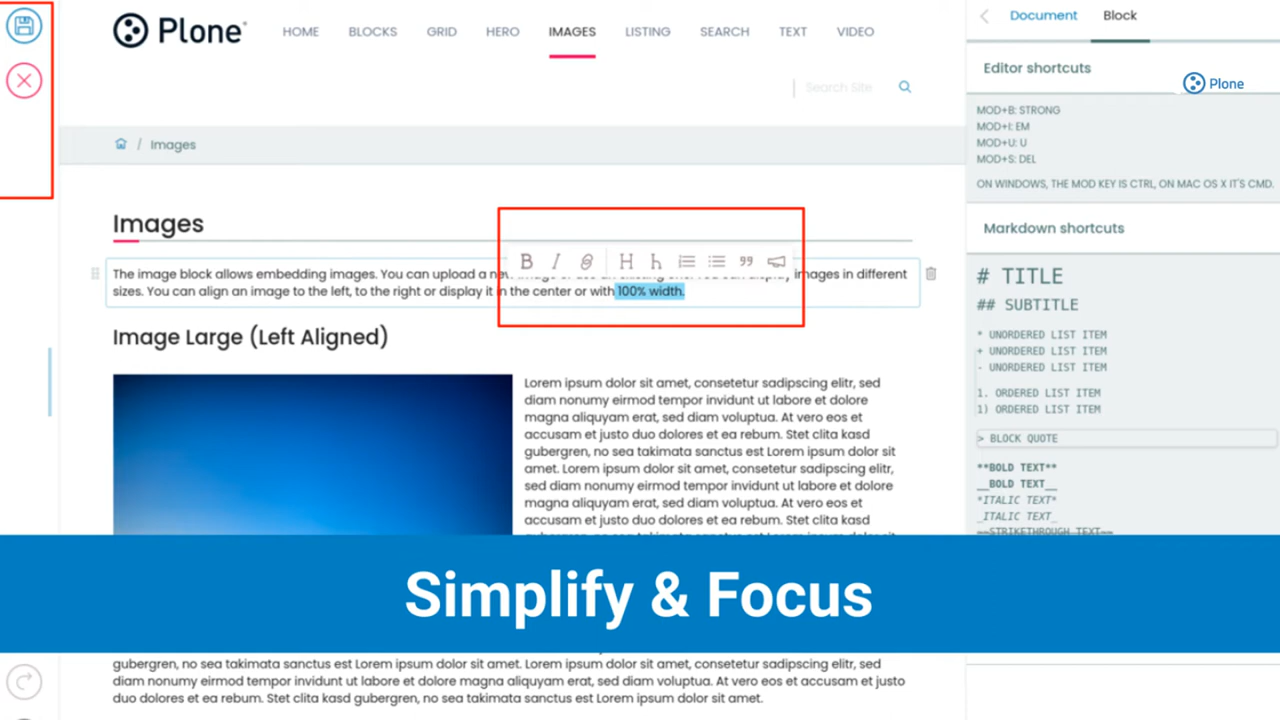 Plone
HOME BLOCKS GRID HERO IMAGES LISTING SEARCH TEXT VIDEO
Search Site
/ Images
Images
B I H h 99
The image block allows embedding images. You can upload a new image or use an existing one. You can display images in different
sizes. You can align an image to the left, to the right or display it in the center or with 100% width.
Image Large (Left Aligned)
Lorem ipsum dolor sit amet, consetetur sadipscing elitr, sed
diam nonumy eirmod tempor invidunt ut labore et dolore
magna aliquyam erat, sed diam voluptua. At vero eos et
accusam et justo duo dolores et ea rebum. Stet clita kasd
gubergren, no sea takimata sanctus est Lorem ipsum dolor sit
amet. Lorem ipsum dolor sit amet, consetetur sadipscing elitr,
sed diam nonumy eirmod tempor invidunt ut labore et dolore
magna aliquyam erat, sed diam voluptua. At vero eos et
accusam et justo duo dolores et ea rebum. Stet clita kasd
Simplify & Focus
gubergren, no sea takimata sanctus est Lorem ipsum dolor sit amet. Lorem ipsum dolor sit amet, consetetur
diam nonumy eirmod tempor invidunt ut labore et dolore magna aliquyam erat, sed diam voluptua. At vero eos et accusam et justo
duo dolores et ea rebum. Stet clita kasd gubergren, no sea takimata sanctus est Lorem ipsum dolor sit amet.
Document Block
Editor shortcuts
Plone
MOD+B: STRONG
MOD+I: EM
MOD+U: U
MOD+S: DEL
ON WINDOWS, THE MOD KEY IS CTRL, ON MAC OS X IT'S CMD.
Markdown shortcuts
# TITLE
## SUBTITLE
* UNORDERED LIST ITEM
+ UNORDERED LIST ITEM
- UNORDERED LIST ITEM
1. ORDERED LIST ITEM
1) ORDERED LIST ITEM
> BLOCK QUOTE
**BOLD TEXT**
__BOLD TEXT__
*ITALIC TEXT*
_ITALIC TEXT_
~~STRIKETHROUGH TEXT~~